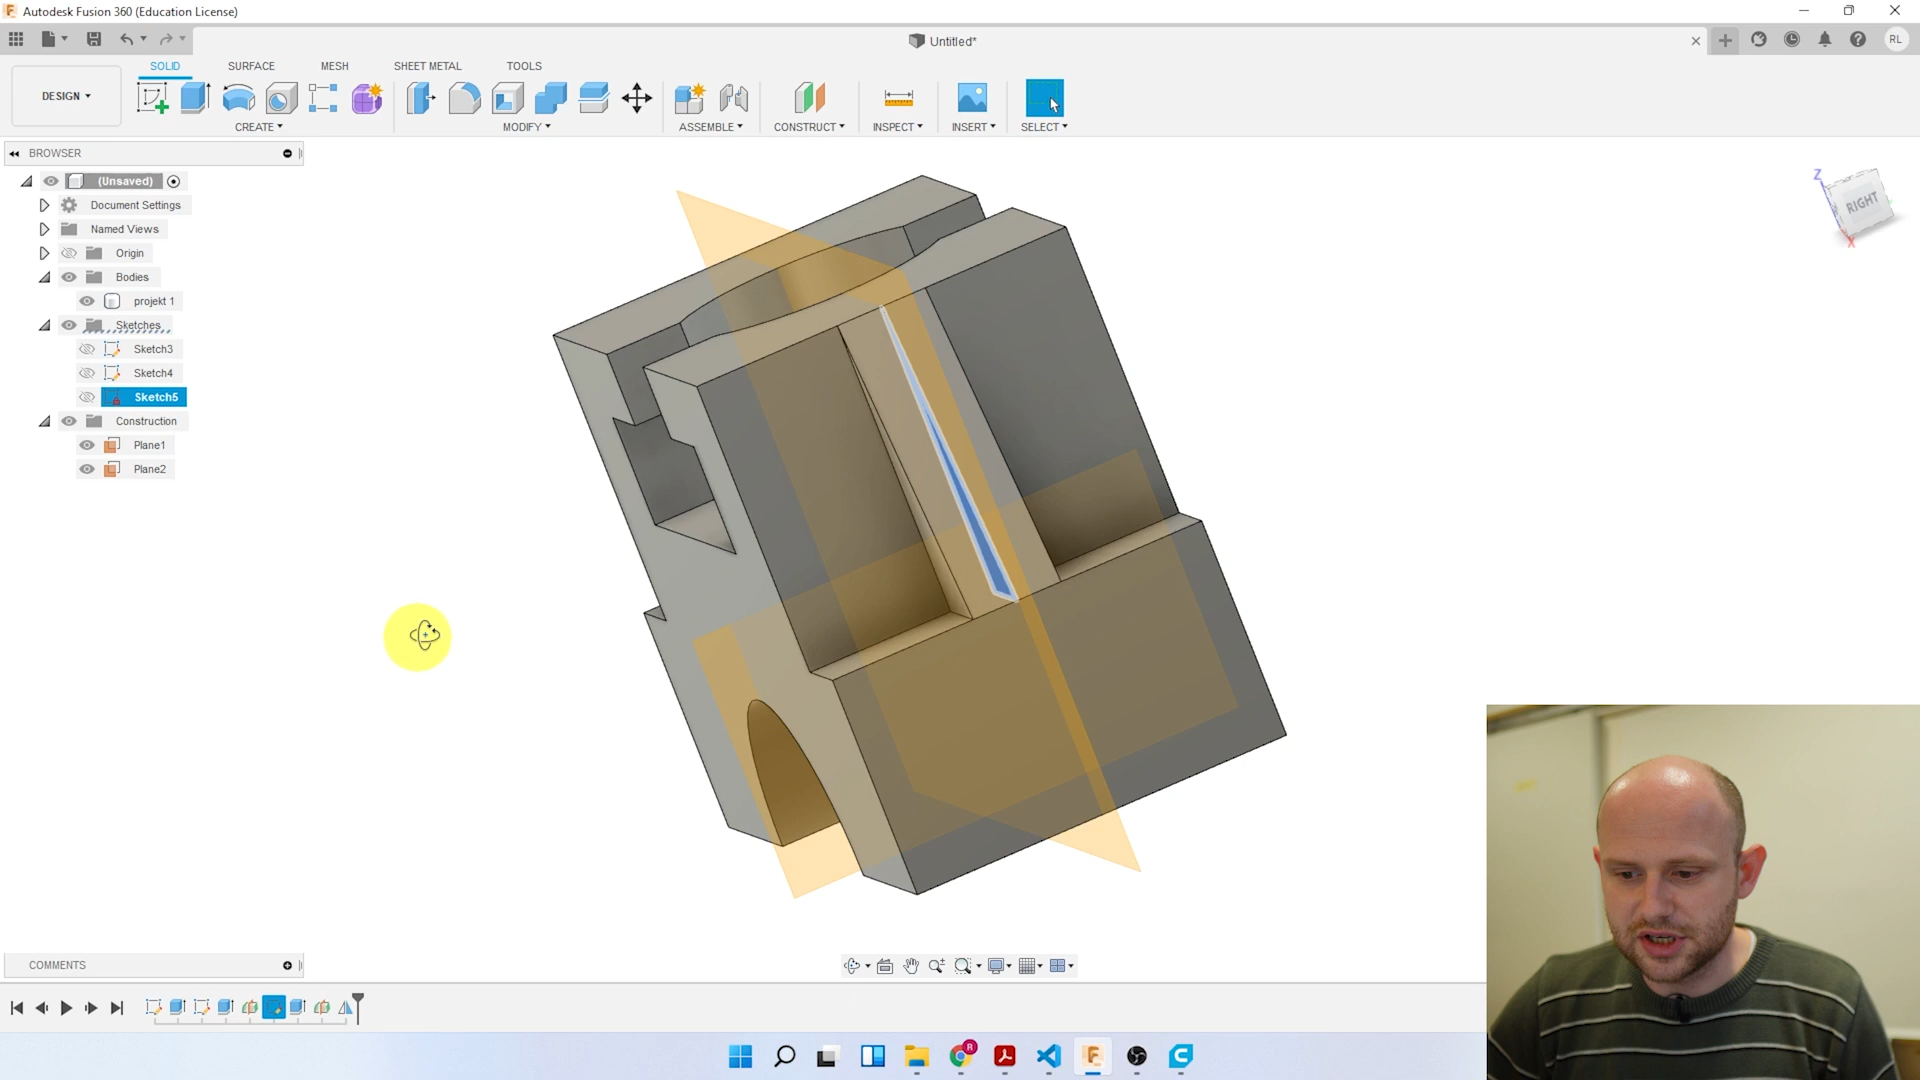 Autodesk Fusion 360 (Education License)
Untitled*
RL
DESIGN
SOLID
SURFACE
MESH
SHEET METAL
TOOLS
CREATE
MODIFY
ASSEMBLE
CONSTRUCT
INSPECT
INSERT
SELECT
BROWSER
(Unsaved)
Document Settings
Named Views
Origin
Bodies
projekt 1
Sketches
Sketch3
Sketch4
Sketch5
Construction
Plane1
Plane2
Z
RIGHT
X
COMMENTS
R